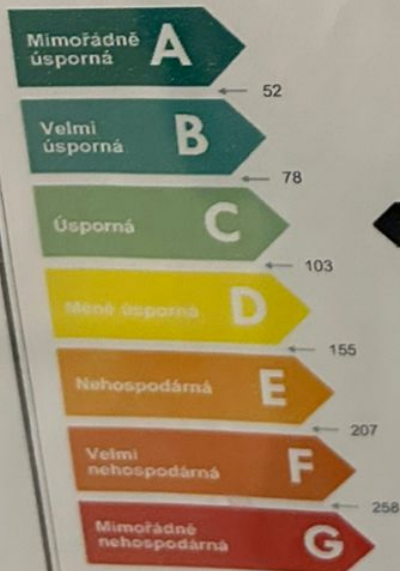 Mimořádně
úsporná
A
52
Velmi
úsporná
B
78
Úsporná
C
103
Méně úsporná
D
155
Nehospodárná
E
207
Velmi
nehospodárná
F
258
Mimořádně
nehospodárná
G